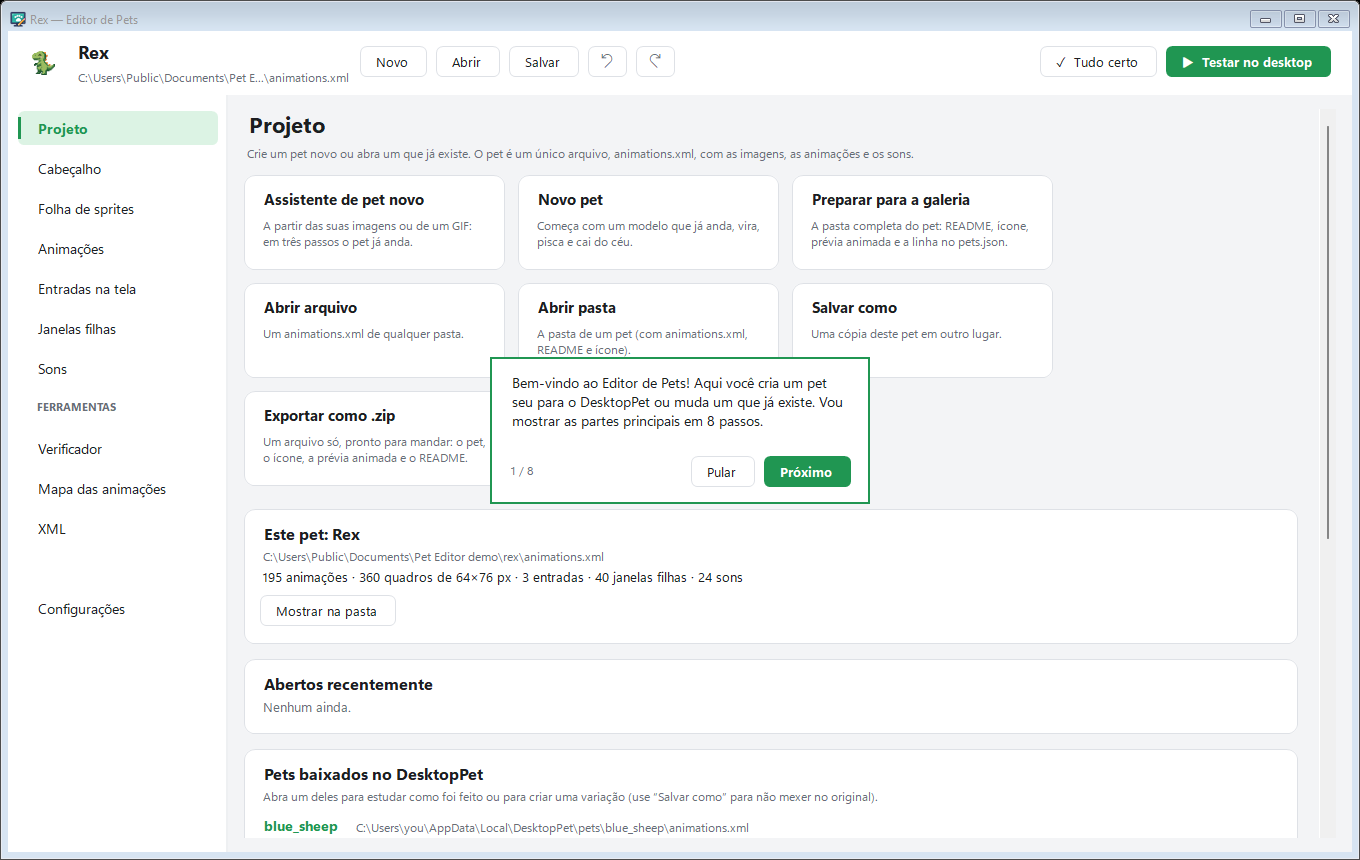 Rex — Editor de Pets
Rex
C:\Users\Public\Documents\Pet E...\animations.xml
Novo
Abrir
Salvar
✓ Tudo certo
▶ Testar no desktop
Projeto
Cabeçalho
Folha de sprites
Animações
Entradas na tela
Janelas filhas
Sons
FERRAMENTAS
Verificador
Mapa das animações
XML
Configurações
Projeto
Crie um pet novo ou abra um que já existe. O pet é um único arquivo, animations.xml, com as imagens, as animações e os sons.
Assistente de pet novo
A partir das suas imagens ou de um GIF:
em três passos o pet já anda.
Novo pet
Começa com um modelo que já anda, vira,
pisca e cai do céu.
Preparar para a galeria
A pasta completa do pet: README, ícone,
prévia animada e a linha no pets.json.
Abrir arquivo
Um animations.xml de qualquer pasta.
Abrir pasta
A pasta de um pet (com animations.xml,
README e ícone).
Salvar como
Uma cópia deste pet em outro lugar.
Exportar como .zip
Um arquivo só, pronto para mandar: o pet,
o ícone, a prévia animada e o README.
Bem-vindo ao Editor de Pets! Aqui você cria um pet
seu para o DesktopPet ou muda um que já existe. Vou
mostrar as partes principais em 8 passos.
1 / 8
Pular
Próximo
Este pet: Rex
C:\Users\Public\Documents\Pet Editor demo\rex\animations.xml
195 animações · 360 quadros de 64×76 px · 3 entradas · 40 janelas filhas · 24 sons
Mostrar na pasta
Abertos recentemente
Nenhum ainda.
Pets baixados no DesktopPet
Abra um deles para estudar como foi feito ou para criar uma variação (use “Salvar como” para não mexer no original).
blue_sheep
C:\Users\you\AppData\Local\DesktopPet\pets\blue_sheep\animations.xml